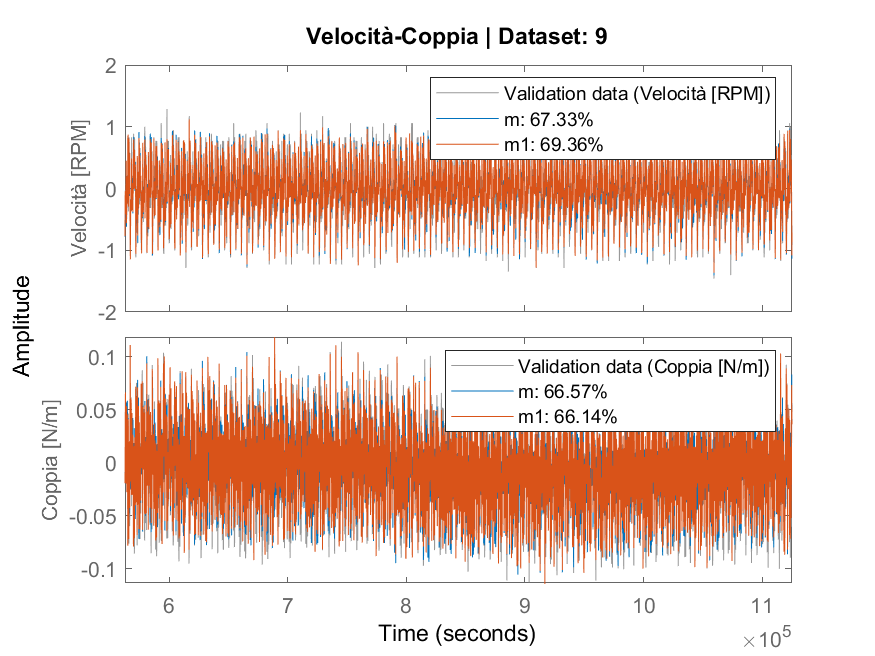 Velocità-Coppia | Dataset: 9
Amplitude
Velocità [RPM]
2
1
0
-1
-2
Validation data (Velocità [RPM])
m: 67.33%
m1: 69.36%
Coppia [N/m]
0.1
0.05
0
-0.05
-0.1
Validation data (Coppia [N/m])
m: 66.57%
m1: 66.14%
6 7 8 9 10 11
Time (seconds)
×10^5